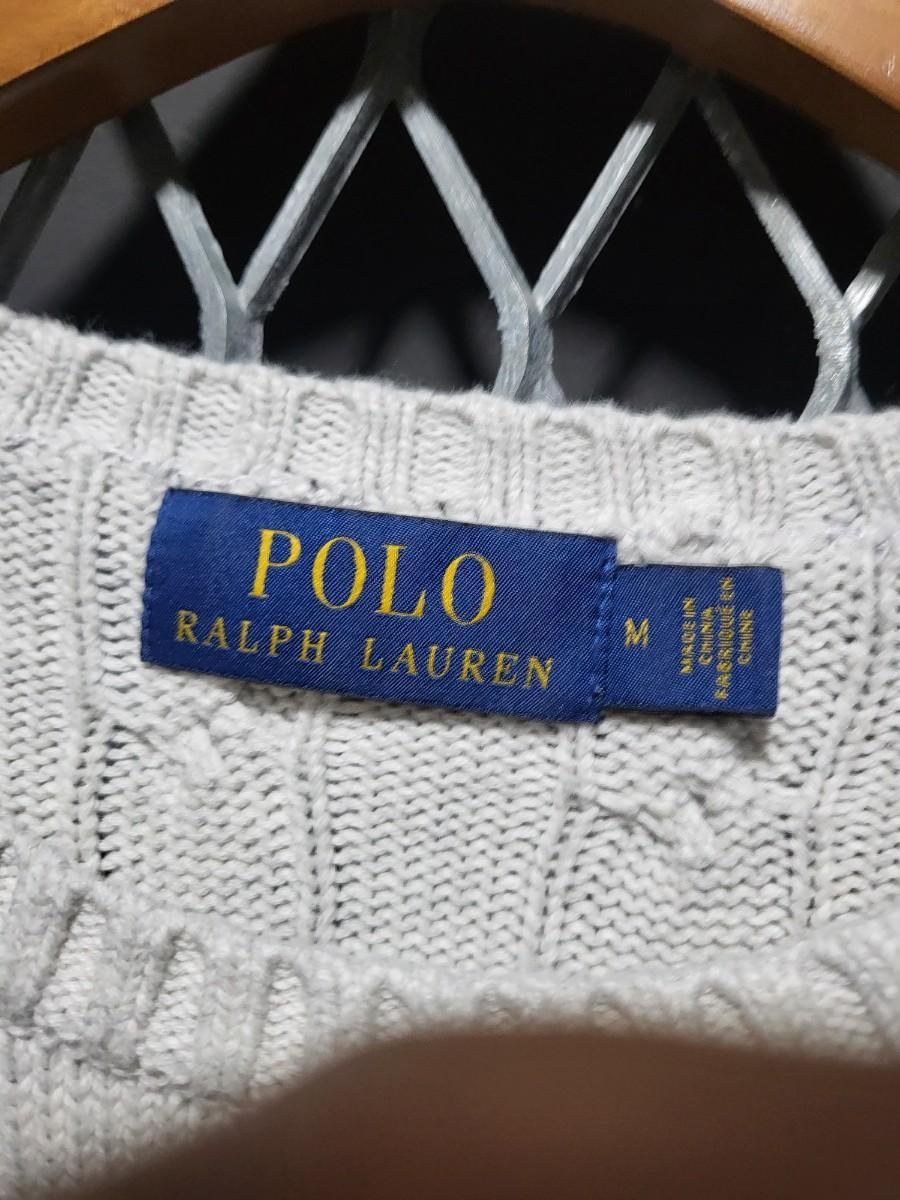 POLO
RALPH LAUREN
M
MADE IN
CHINA
FABRIQUÉ EN
CHINE